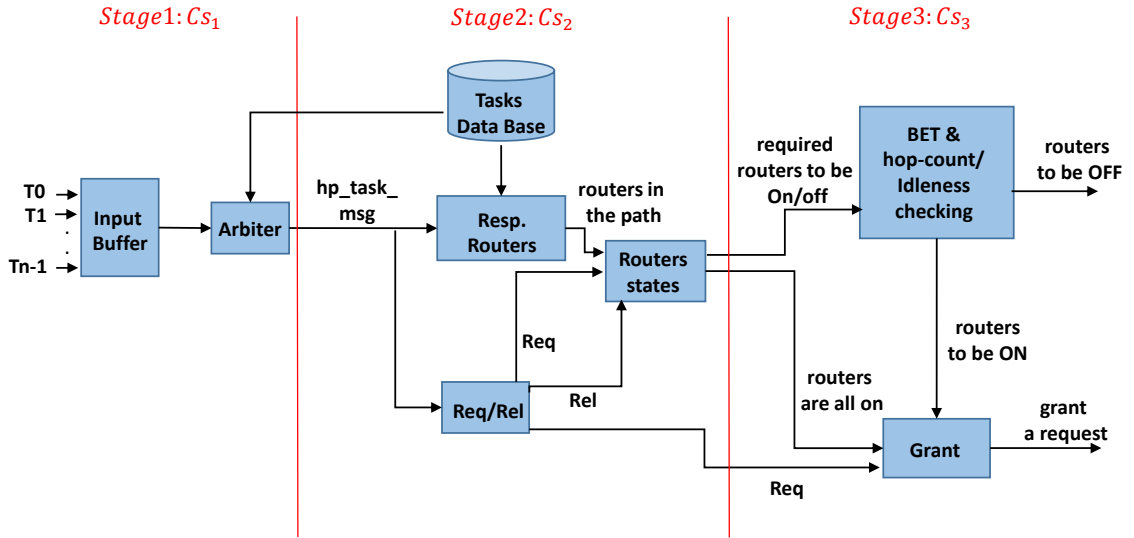 Stage1: Cs₁
Stage2: Cs₂
Stage3: Cs₃
Tasks
Data Base
T0
T1
.
.
Tn-1
Input
Buffer
Arbiter
hp_task_
msg
Resp.
Routers
routers in
the path
Routers
states
required
routers to be
On/off
BET &
hop-count/
Idleness
checking
routers
to be OFF
Req
Rel
Req/Rel
routers
to be ON
routers
are all on
Req
Grant
grant
a request